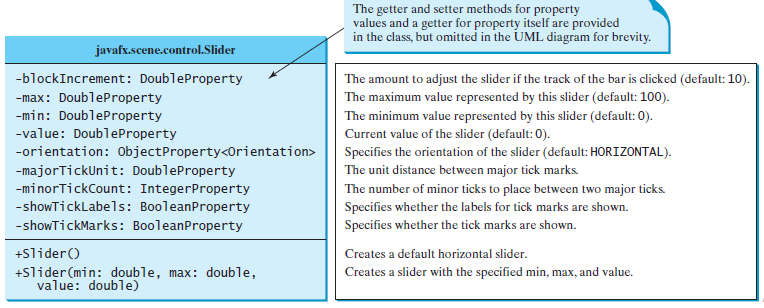 The getter and setter methods for property
values and a getter for property itself are provided
in the class, but omitted in the UML diagram for brevity.
javafx.scene.control.Slider
-blockIncrement: DoubleProperty
-max: DoubleProperty
-min: DoubleProperty
-value: DoubleProperty
-orientation: ObjectProperty<Orientation>
-majorTickUnit: DoubleProperty
-minorTickCount: IntegerProperty
-showTickLabels: BooleanProperty
-showTickMarks: BooleanProperty
+Slider()
+Slider(min: double, max: double,
value: double)
The amount to adjust the slider if the track of the bar is clicked (default: 10).
The maximum value represented by this slider (default: 100).
The minimum value represented by this slider (default: 0).
Current value of the slider (default: 0).
Specifies the orientation of the slider (default: HORIZONTAL).
The unit distance between major tick marks.
The number of minor ticks to place between two major ticks.
Specifies whether the labels for tick marks are shown.
Specifies whether the tick marks are shown.
Creates a default horizontal slider.
Creates a slider with the specified min, max, and value.